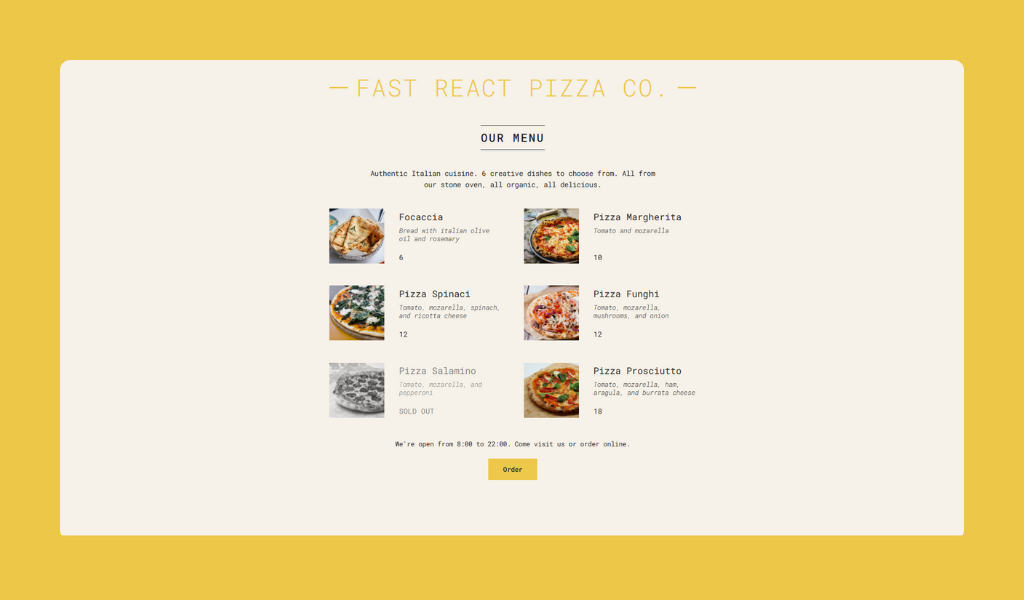 — FAST REACT PIZZA CO. —
OUR MENU
Authentic Italian cuisine. 6 creative dishes to choose from. All from
our stone oven, all organic, all delicious.
Focaccia
Bread with italian olive
oil and rosemary
6
Pizza Margherita
Tomato and mozarella
10
Pizza Spinaci
Tomato, mozarella, spinach,
and ricotta cheese
12
Pizza Funghi
Tomato, mozarella,
mushrooms, and onion
12
Pizza Salamino
Tomato, mozarella, and
pepperoni
SOLD OUT
Pizza Prosciutto
Tomato, mozarella, ham,
aragula, and burrata cheese
18
We're open from 8:00 to 22:00. Come visit us or order online.
Order